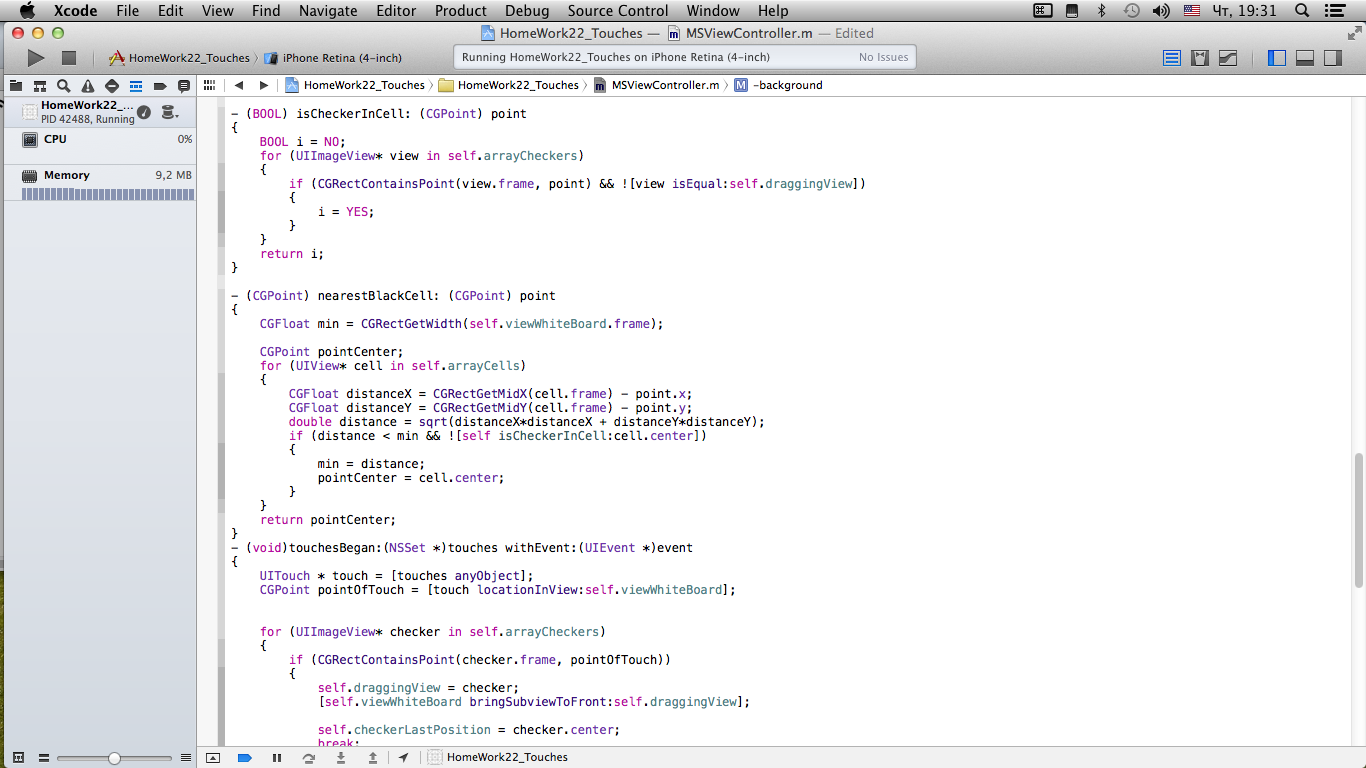 Xcode File Edit View Find Navigate Editor Product Debug Source Control Window Help Чт, 19:31
HomeWork22_Touches — MSViewController.m — Edited
HomeWork22_Touches iPhone Retina (4-inch) Running HomeWork22_Touches on iPhone Retina (4-inch) No Issues
HomeWork22_Touches HomeWork22_Touches MSViewController.m M -background
HomeWork22_...
PID 42488, Running
CPU 0%
Memory 9,2 MB
- (BOOL) isCheckerInCell: (CGPoint) point
{
    BOOL i = NO;
    for (UIImageView* view in self.arrayCheckers)
    {
        if (CGRectContainsPoint(view.frame, point) && ![view isEqual:self.draggingView])
        {
            i = YES;
        }
    }
    return i;
}
- (CGPoint) nearestBlackCell: (CGPoint) point
{
    CGFloat min = CGRectGetWidth(self.viewWhiteBoard.frame);
    CGPoint pointCenter;
    for (UIView* cell in self.arrayCells)
    {
        CGFloat distanceX = CGRectGetMidX(cell.frame) - point.x;
        CGFloat distanceY = CGRectGetMidY(cell.frame) - point.y;
        double distance = sqrt(distanceX*distanceX + distanceY*distanceY);
        if (distance < min && ![self isCheckerInCell:cell.center])
        {
            min = distance;
            pointCenter = cell.center;
        }
    }
    return pointCenter;
}
- (void)touchesBegan:(NSSet *)touches withEvent:(UIEvent *)event
{
    UITouch * touch = [touches anyObject];
    CGPoint pointOfTouch = [touch locationInView:self.viewWhiteBoard];
    for (UIImageView* checker in self.arrayCheckers)
    {
        if (CGRectContainsPoint(checker.frame, pointOfTouch))
        {
            self.draggingView = checker;
            [self.viewWhiteBoard bringSubviewToFront:self.draggingView];
            self.checkerLastPosition = checker.center;
            break;
HomeWork22_Touches